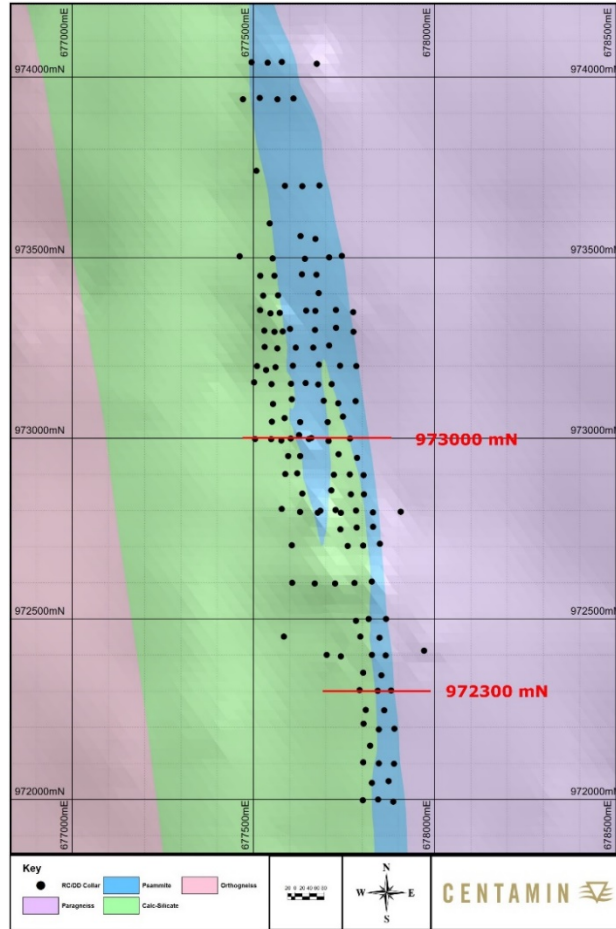 677000mE
677500mE
678000mE
678500mE
974000mN
974000mN
973500mN
973500mN
973000mN
973000mN
973000 mN
972500mN
972500mN
972300 mN
972000mN
972000mN
677000mE
677500mE
678000mE
678500mE
Key
RC/DD Collar
Psammite
Orthogneiss
Paragneiss
Calc-Silicate
N
W
E
S
CENTAMIN